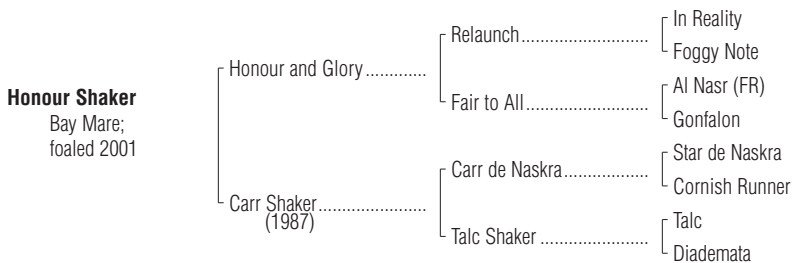 Honour Shaker
Bay Mare;
foaled 2001
Honour and Glory.............
Carr Shaker.......................
(1987)
Relaunch...........................
Fair to All..........................
Carr de Naskra..................
Talc Shaker .......................
In Reality
Foggy Note
Al Nasr (FR)
Gonfalon
Star de Naskra
Cornish Runner
Talc
Diademata